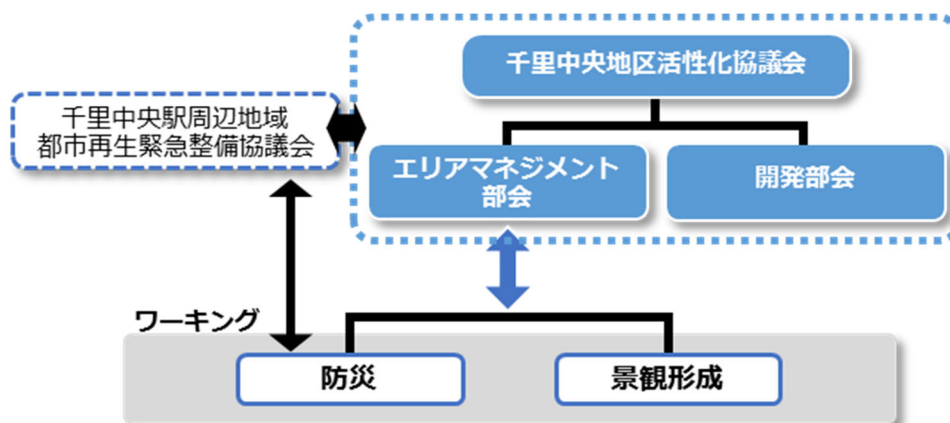 千里中央地区活性化協議会
千里中央駅周辺地域
都市再生緊急整備協議会
エリアマネジメント
部会
開発部会
ワーキング
防災
景観形成